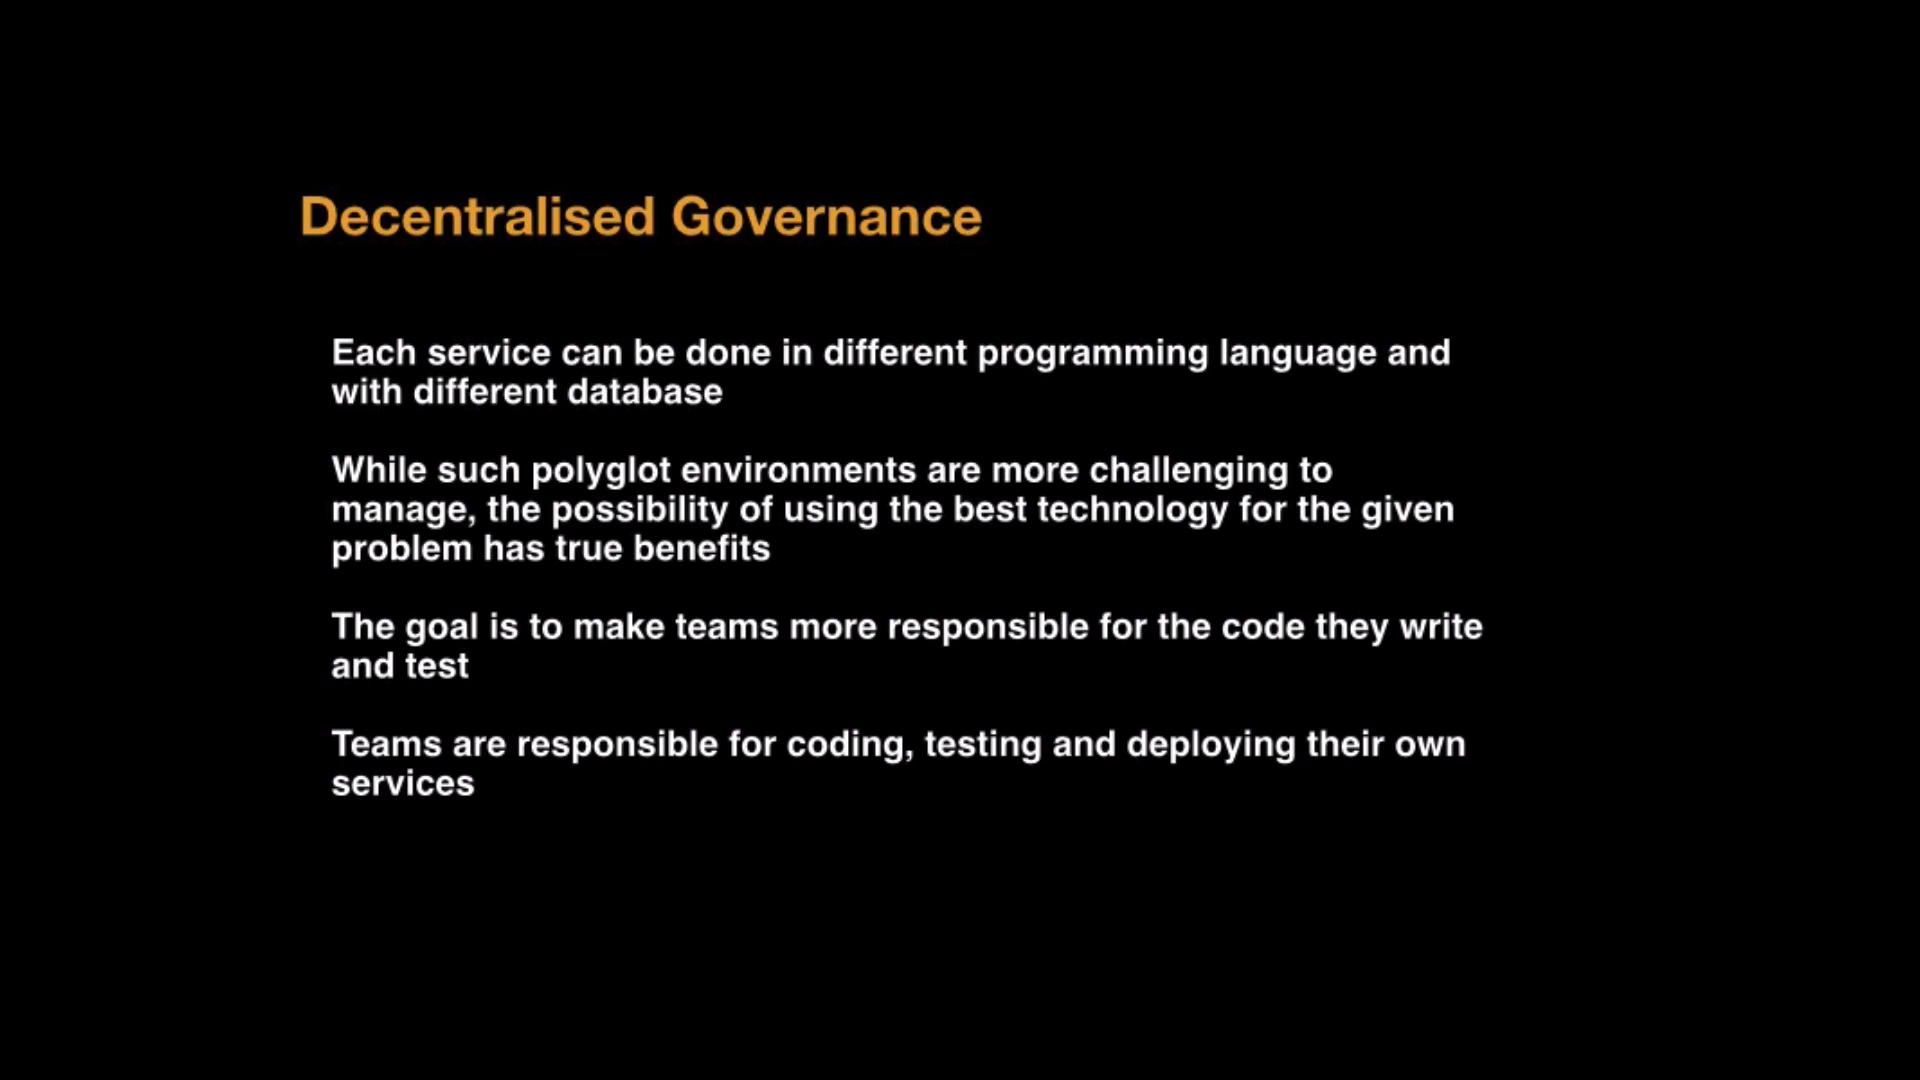 Decentralised Governance
Each service can be done in different programming language and
with different database
While such polyglot environments are more challenging to
manage, the possibility of using the best technology for the given
problem has true benefits
The goal is to make teams more responsible for the code they write
and test
Teams are responsible for coding, testing and deploying their own
services